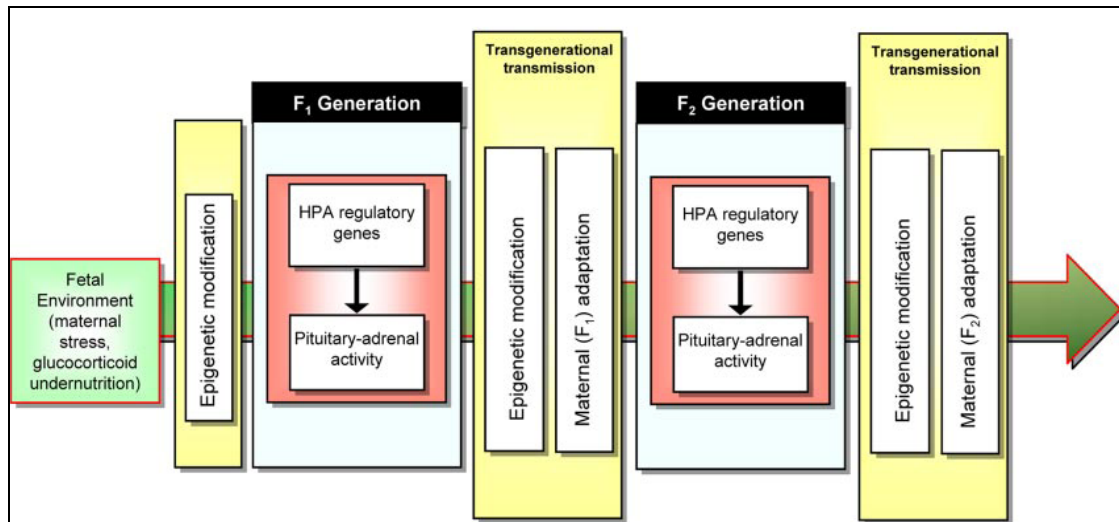 Fetal
Environment
(maternal
stress,
glucocorticoid
undernutrition)
Epigenetic modification
F₁ Generation
HPA regulatory
genes
Pituitary-adrenal
activity
Transgenerational
transmission
Epigenetic modification
Maternal (F₁) adaptation
F₂ Generation
HPA regulatory
genes
Pituitary-adrenal
activity
Transgenerational
transmission
Epigenetic modification
Maternal (F₂) adaptation